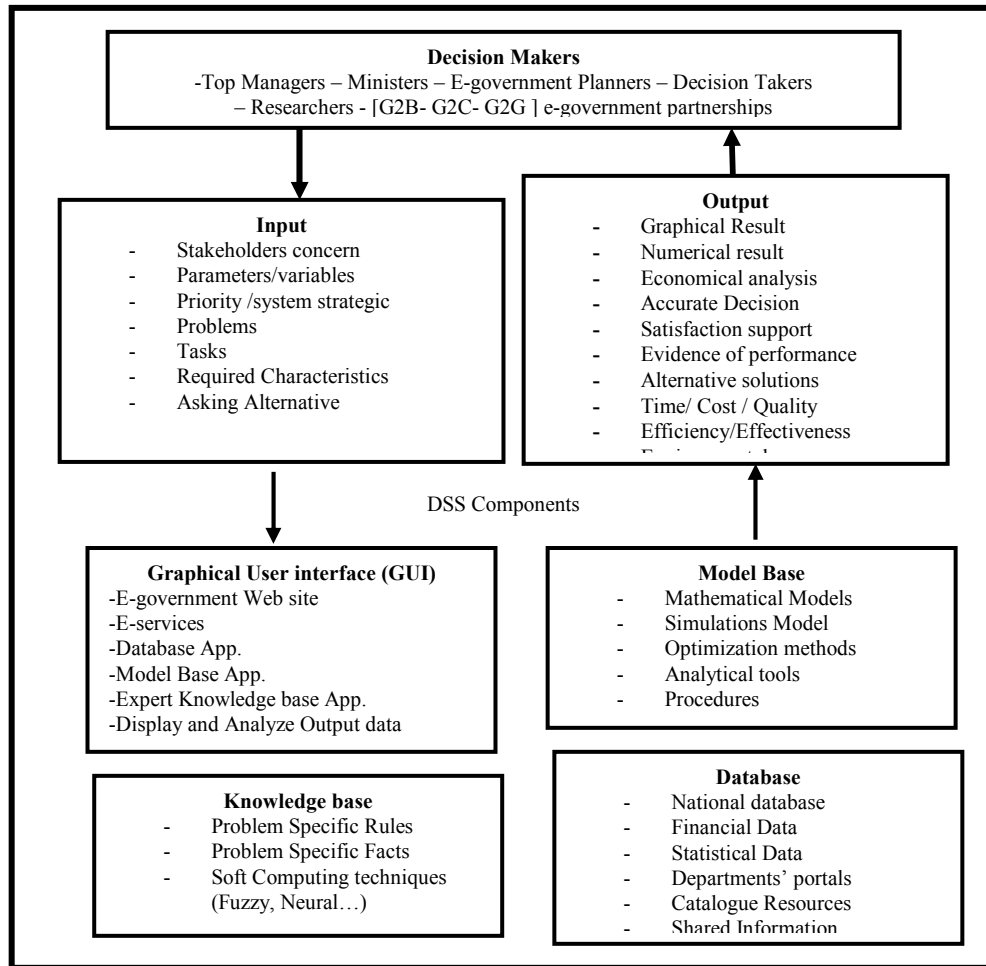 Decision Makers
-Top Managers – Ministers – E-government Planners – Decision Takers
– Researchers - [G2B- G2C- G2G ] e-government partnerships
Input
- Stakeholders concern
- Parameters/variables
- Priority /system strategic
- Problems
- Tasks
- Required Characteristics
- Asking Alternative
Output
- Graphical Result
- Numerical result
- Economical analysis
- Accurate Decision
- Satisfaction support
- Evidence of performance
- Alternative solutions
- Time/ Cost / Quality
- Efficiency/Effectiveness
DSS Components
Graphical User interface (GUI)
-E-government Web site
-E-services
-Database App.
-Model Base App.
-Expert Knowledge base App.
-Display and Analyze Output data
Model Base
- Mathematical Models
- Simulations Model
- Optimization methods
- Analytical tools
- Procedures
Knowledge base
- Problem Specific Rules
- Problem Specific Facts
- Soft Computing techniques
(Fuzzy, Neural…)
Database
- National database
- Financial Data
- Statistical Data
- Departments’ portals
- Catalogue Resources
- Shared Information